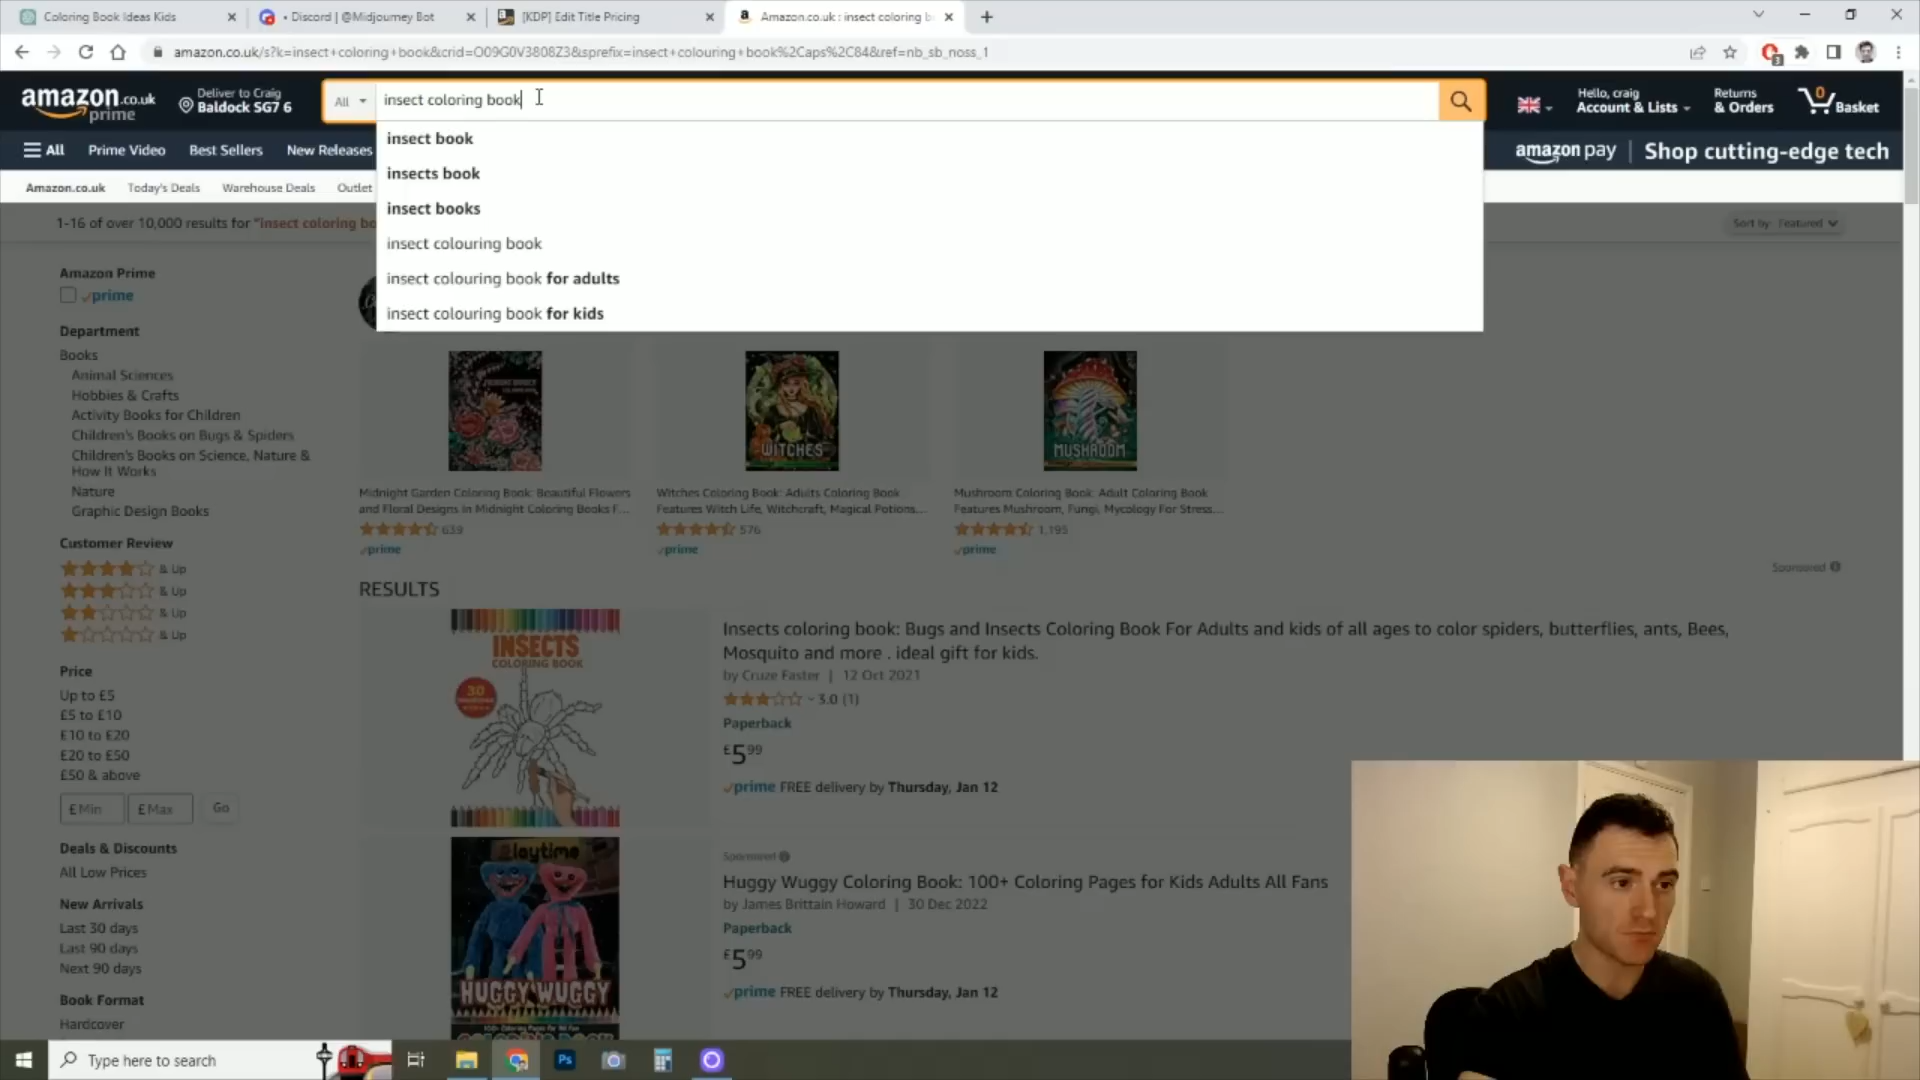 Coloring Book Ideas Kids
• Discord | @Midjourney Bot
[KDP] Edit Title Pricing
Amazon.co.uk : insect coloring b
amazon.co.uk/s?k=insect+coloring+book&crid=O09G0V3808Z3&sprefix=insect+colouring+book%2Caps%2C84&ref=nb_sb_noss_1
3
amazon.co.uk
prime
Deliver to Craig
Baldock SG7 6
All
insect coloring book
Hello, craig
Account & Lists
Returns
& Orders
0
Basket
insect book
insects book
insect books
insect colouring book
insect colouring book for adults
insect colouring book for kids
All
Prime Video
Best Sellers
New Releases
amazon pay
Shop cutting-edge tech
Amazon.co.uk
Today's Deals
Warehouse Deals
Outlet
1-16 of over 10,000 results for "insect coloring bo
Sort by: Featured
Amazon Prime
prime
Department
Books
Animal Sciences
Hobbies & Crafts
Activity Books for Children
Children's Books on Bugs & Spiders
Children's Books on Science, Nature &
How It Works
Nature
Graphic Design Books
Customer Review
& Up
& Up
& Up
& Up
Price
Up to £5
£5 to £10
£10 to £20
£20 to £50
£50 & above
£ Min
£ Max
Go
Deals & Discounts
All Low Prices
New Arrivals
Last 30 days
Last 90 days
Next 90 days
Book Format
Hardcover
WITCHES
MUSHROOM
Midnight Garden Coloring Book: Beautiful Flowers
and Floral Designs in Midnight Coloring Books F...
639
prime
Witches Coloring Book: Adults Coloring Book
Features Witch Life, Witchcraft, Magical Potions,...
576
prime
Mushroom Coloring Book: Adult Coloring Book
Features Mushroom, Fungi, Mycology For Stress...
1,195
prime
Sponsored
RESULTS
INSECTS
COLORING BOOK
30
Insects coloring book: Bugs and Insects Coloring Book For Adults and kids of all ages to color spiders, butterflies, ants, Bees,
Mosquito and more . ideal gift for kids.
by Cruze Faster | 12 Oct 2021
3.0 (1)
Paperback
£5.99
prime FREE delivery by Thursday, Jan 12
playtime
HUGGY WUGGY
Sponsored
Huggy Wuggy Coloring Book: 100+ Coloring Pages for Kids Adults All Fans
by James Brittain Howard | 30 Dec 2022
Paperback
£5.99
prime FREE delivery by Thursday, Jan 12
Type here to search
Ps